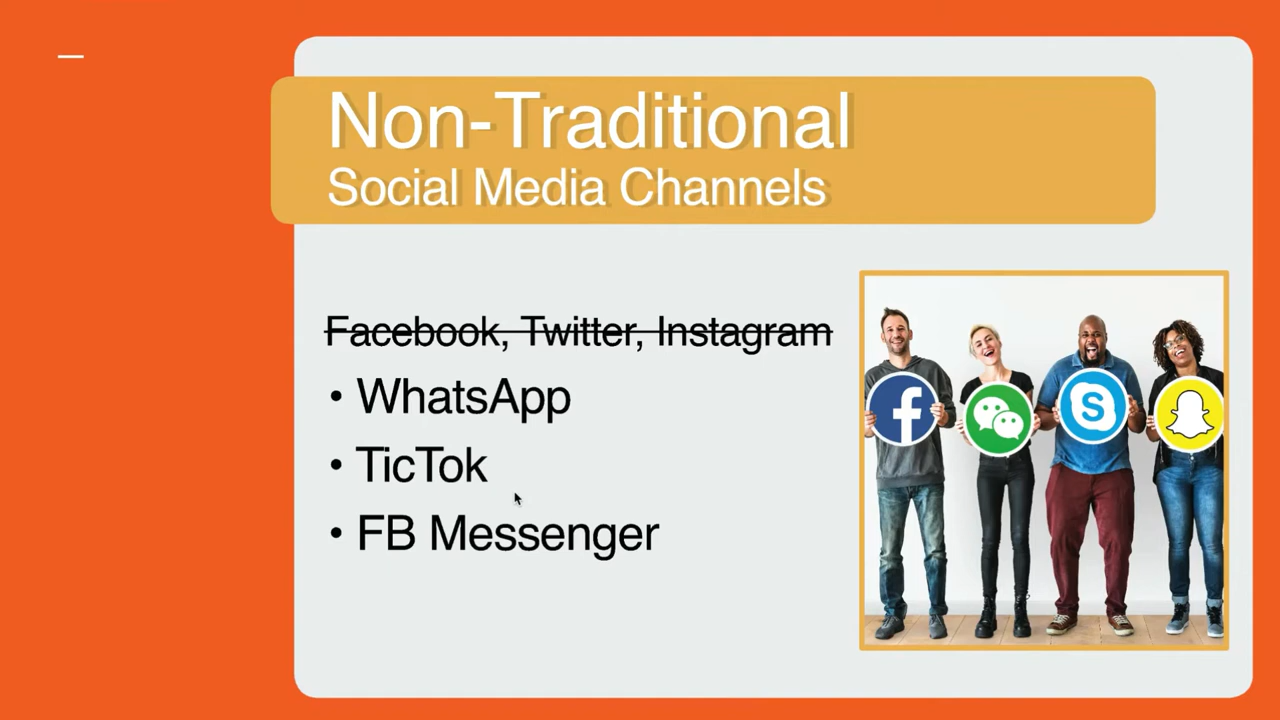 Non-Traditional
Social Media Channels
Facebook, Twitter, Instagram
• WhatsApp
• TicTok
• FB Messenger